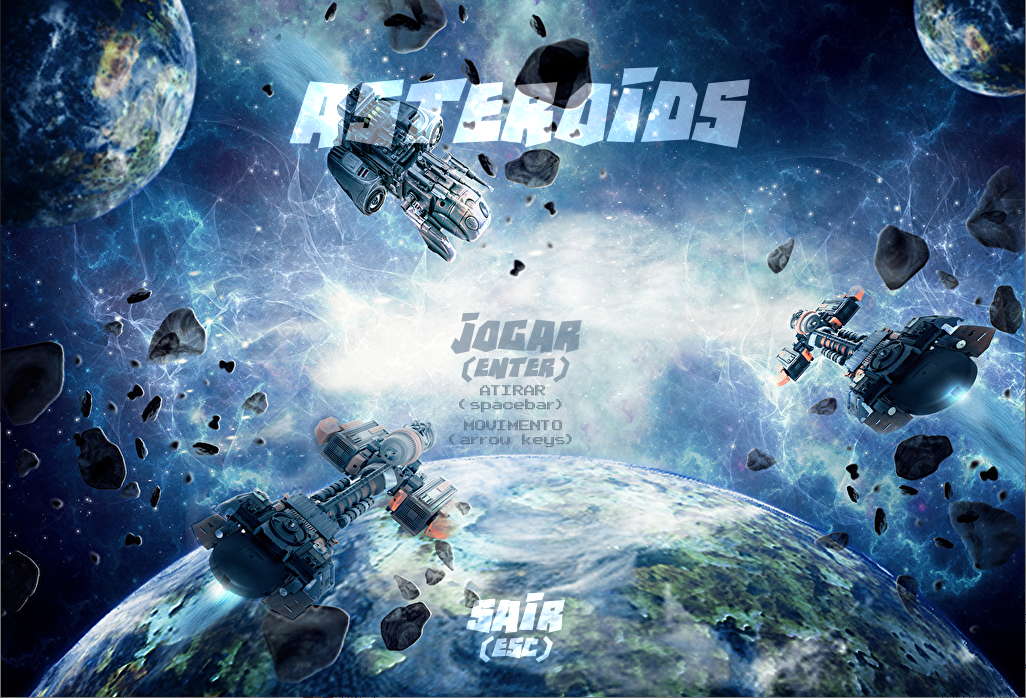 ASTEROIDS
JOGAR
(ENTER)
ATIRAR
(spacebar)
MOVIMENTO
(arrow keys)
SAIR
(ESC)